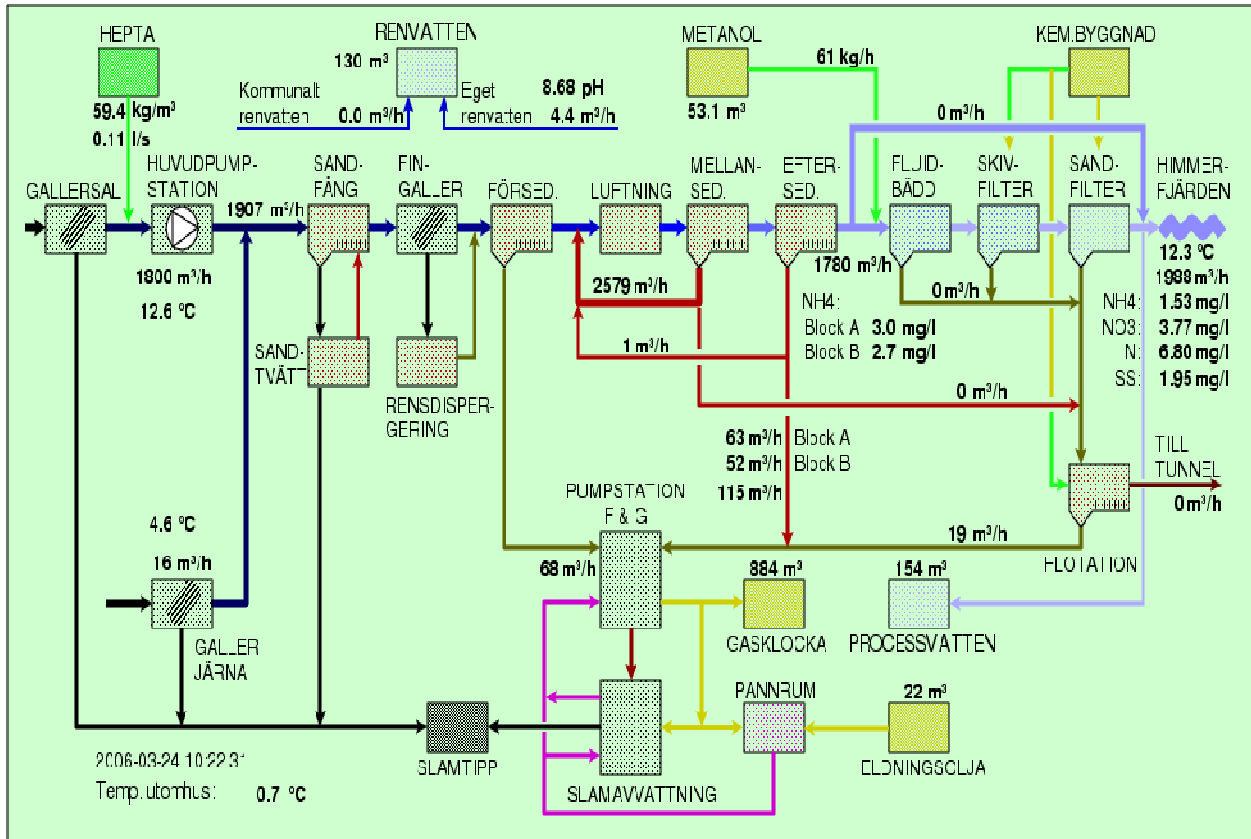 HEPTA
RENVATTEN
METANOL
KEM.BYGGNAD
130 m³
61 kg/h
59.4 kg/m³
0.11 l/s
Kommunalt
renvatten 0.0 m³/h
8.68 pH
Eget
renvatten 4.4 m³/h
53.1 m³
0 m³/h
GALLERSAL
HUVUDPUMP-
STATION
SAND-
FÅNG
FIN-
GALLER
FÖRSED.
LUFTNING
MELLAN-
SED.
EFTER-
SED.
FLUID-
BÄDD
SKIV-
FILTER
SAND-
FILTER
HIMMER-
FJÄRDEN
1907 m³/h
1800 m³/h
12.6 ºC
2579 m³/h
1780 m³/h
0 m³/h
12.3 ºC
1988 m³/h
NH4: 1.53 mg/l
NO3: 3.77 mg/l
N: 6.80 mg/l
SS: 1.95 mg/l
NH4:
Block A 3.0 mg/l
Block B 2.7 mg/l
1 m³/h
SAND-
TVÄTT
RENSDISPER-
GERING
0 m³/h
63 m³/h Block A
52 m³/h Block B
115 m³/h
TILL
TUNNEL
0 m³/h
PUMPSTATION
F & G
4.6 ºC
16 m³/h
68 m³/h
19 m³/h
FLOTATION
884 m³
154 m³
GASKLOCKA
PROCESSVATTEN
GALLER
JÄRNA
PANNRUM
22 m³
SLAMTIPP
ELDNINGSOLJA
SLAMAVVATTNING
2006-03-24 10:22:31
Temp. utomhus: 0.7 ºC